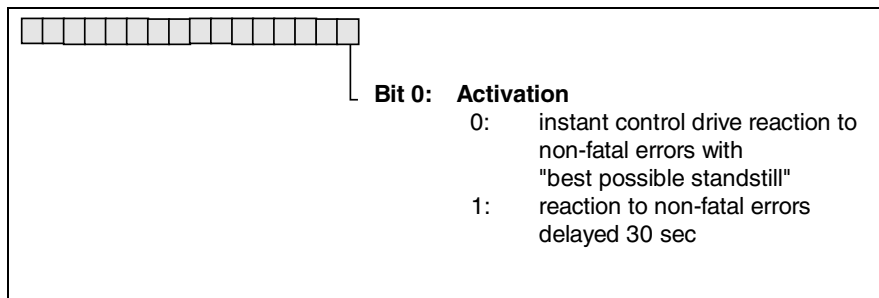 Bit 0: Activation
0: instant control drive reaction to
non-fatal errors with
"best possible standstill"
1: reaction to non-fatal errors
delayed 30 sec